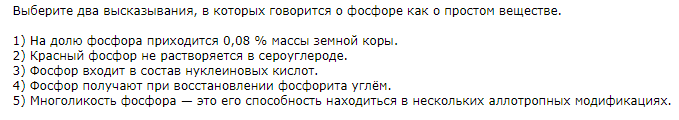 Выберите два высказывания, в которых говорится о фосфоре как о простом веществе.
1) На долю фосфора приходится 0,08 % массы земной коры.
2) Красный фосфор не растворяется в сероуглероде.
3) Фосфор входит в состав нуклеиновых кислот.
4) Фосфор получают при восстановлении фосфорита углём.
5) Многоликость фосфора — это его способность находиться в нескольких аллотропных модификациях.